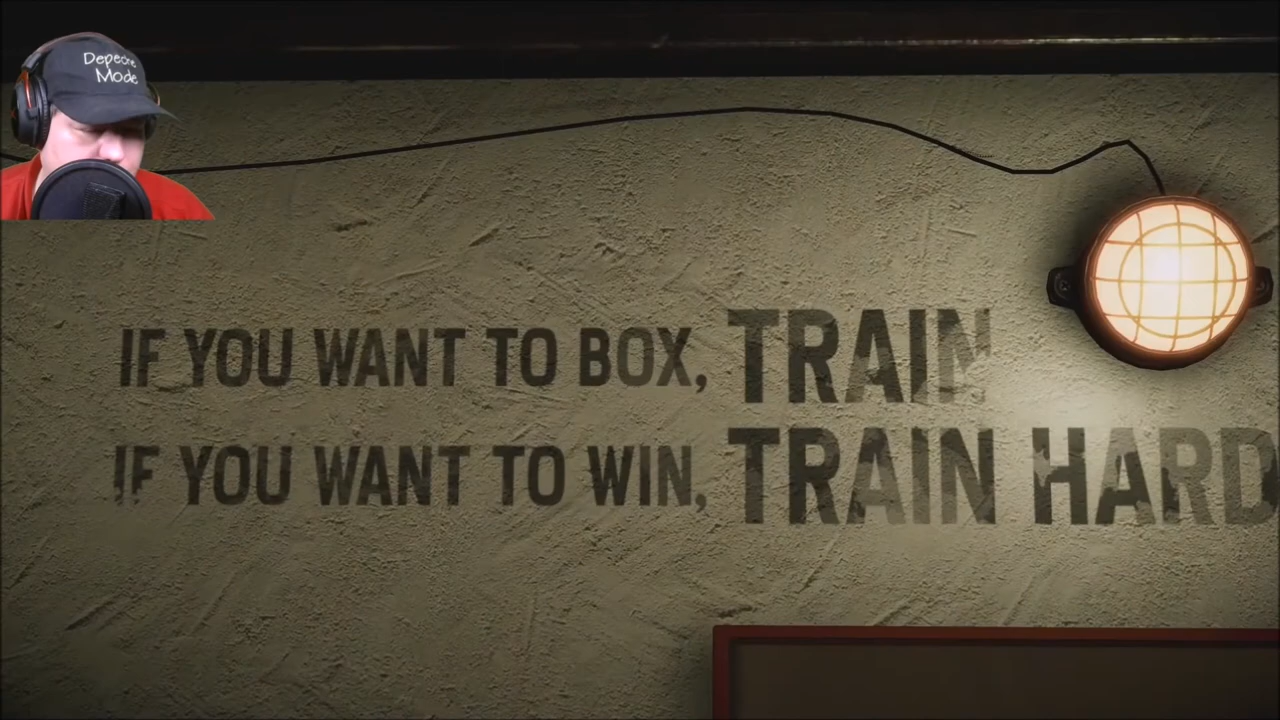 Depeche
Mode
IF YOU WANT TO BOX, TRAIN
IF YOU WANT TO WIN, TRAIN HARD